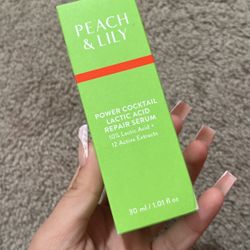 PEACH
& LILY
POWER COCKTAIL
LACTIC ACID
REPAIR SERUM
10% Lactic Acid +
12 Active Extracts
30 ml / 1.01 fl oz